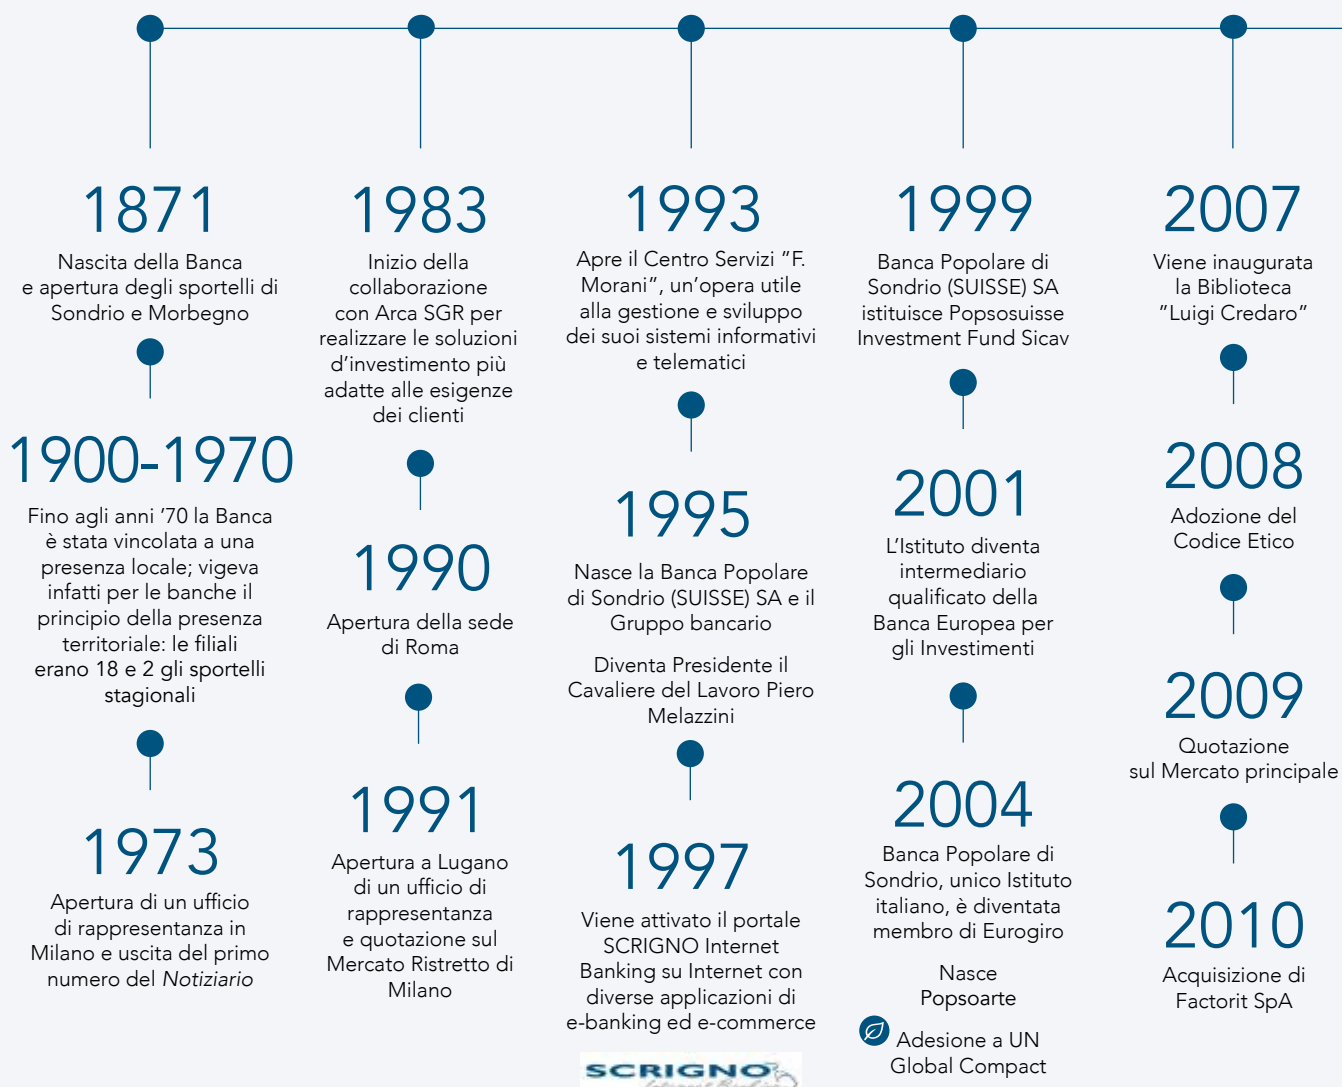 1871
Nascita della Banca
e apertura degli sportelli di
Sondrio e Morbegno
1900-1970
Fino agli anni '70 la Banca
è stata vincolata a una
presenza locale; vigeva
infatti per le banche il
principio della presenza
territoriale: le filiali
erano 18 e 2 gli sportelli
stagionali
1973
Apertura di un ufficio
di rappresentanza in
Milano e uscita del primo
numero del Notiziario
1983
Inizio della
collaborazione
con Arca SGR per
realizzare le soluzioni
d'investimento più
adatte alle esigenze
dei clienti
1990
Apertura della sede
di Roma
1991
Apertura a Lugano
di un ufficio di
rappresentanza
e quotazione sul
Mercato Ristretto di
Milano
1993
Apre il Centro Servizi "F.
Morani", un'opera utile
alla gestione e sviluppo
dei suoi sistemi informativi
e telematici
1995
Nasce la Banca Popolare
di Sondrio (SUISSE) SA e il
Gruppo bancario
Diventa Presidente il
Cavaliere del Lavoro Piero
Melazzini
1997
Viene attivato il portale
SCRIGNO Internet
Banking su Internet con
diverse applicazioni di
e-banking ed e-commerce
SCRIGNO
1999
Banca Popolare di
Sondrio (SUISSE) SA
istituisce Popsosuisse
Investment Fund Sicav
2001
L'Istituto diventa
intermediario
qualificato della
Banca Europea per
gli Investimenti
2004
Banca Popolare di
Sondrio, unico Istituto
italiano, è diventata
membro di Eurogiro
Nasce
Popsoarte
Adesione a UN
Global Compact
2007
Viene inaugurata
la Biblioteca
"Luigi Credaro"
2008
Adozione del
Codice Etico
2009
Quotazione
sul Mercato principale
2010
Acquisizione di
Factorit SpA